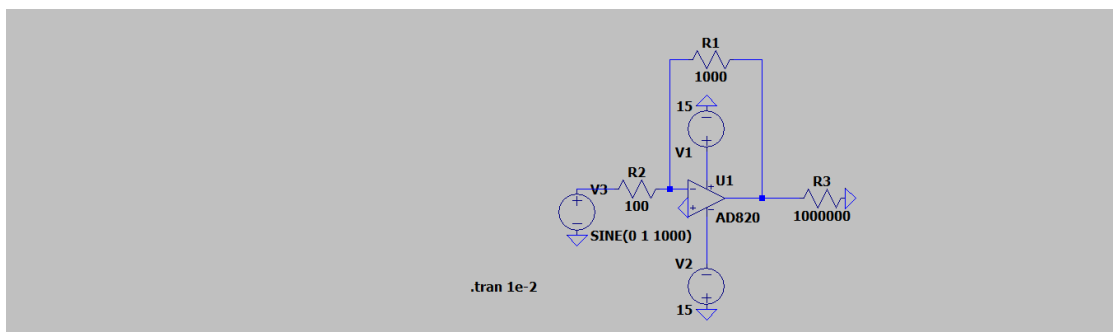 R1
1000
15
V1
R2
U1
R3
V3
100
AD820
1000000
SINE(0 1 1000)
V2
.tran 1e-2
15